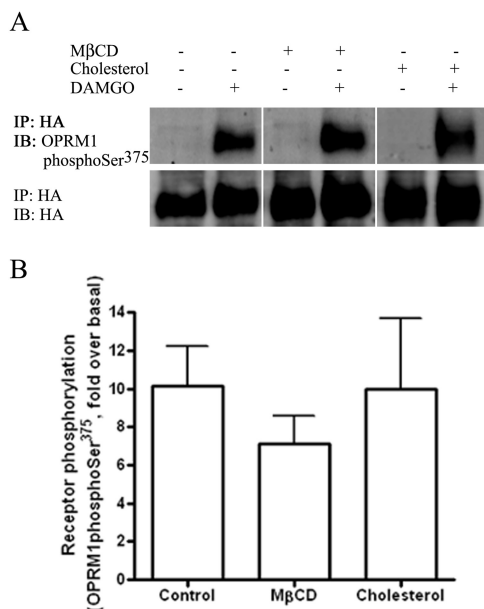 A
MβCD - - + + - -
Cholesterol - - - - + +
DAMGO - + - + - +
IP: HA
IB: OPRM1
phosphoSer375
IP: HA
IB: HA
B
Receptor phosphorylation
(OPRM1phosphoSer375, fold over basal)
14
12
10
8
6
4
2
0
Control MβCD Cholesterol